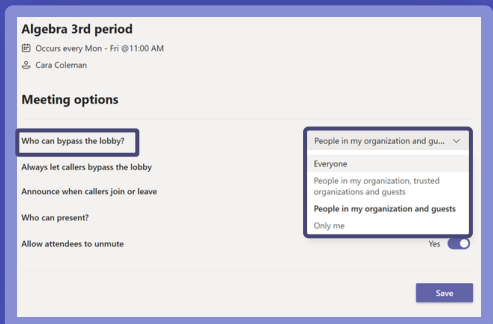 Algebra 3rd period
Occurs every Mon - Fri @11:00 AM
Cara Coleman
Meeting options
Who can bypass the lobby?
People in my organization and gu...
Always let callers bypass the lobby
Announce when callers join or leave
Who can present?
Allow attendees to unmute
Everyone
People in my organization, trusted
organizations and guests
People in my organization and guests
Only me
Yes
Save